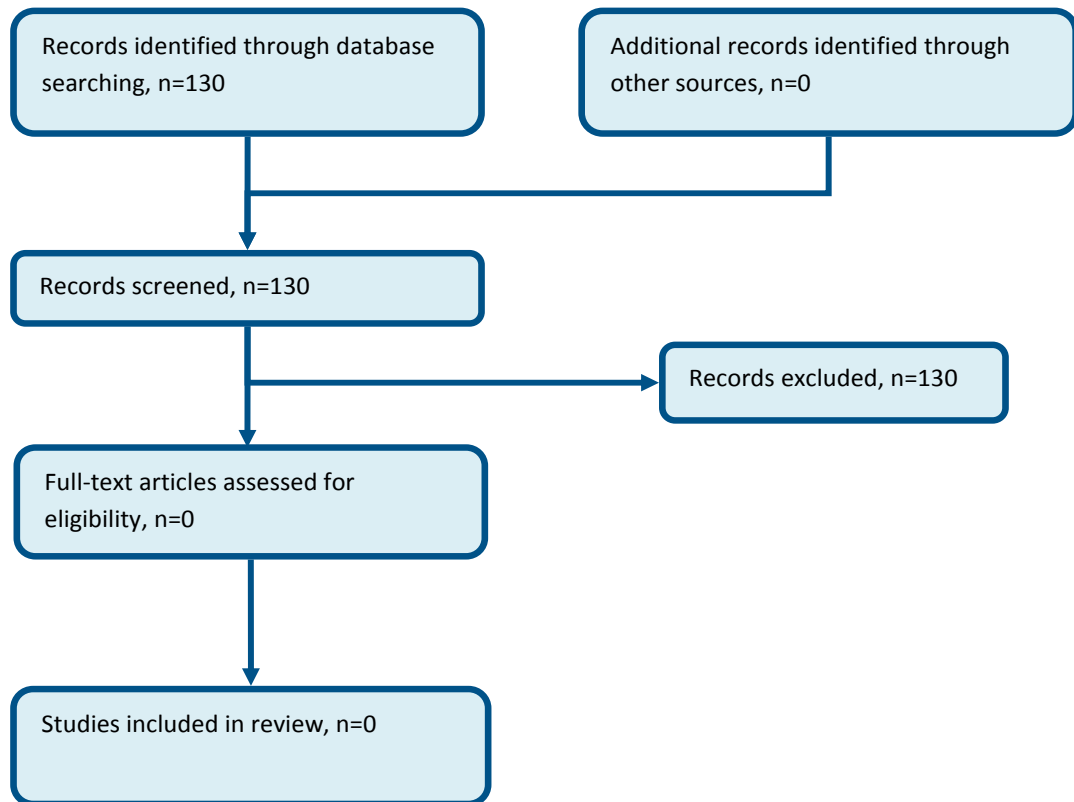 Records identified through database
searching, n=130
Additional records identified through
other sources, n=0
Records screened, n=130
Records excluded, n=130
Full-text articles assessed for
eligibility, n=0
Studies included in review, n=0